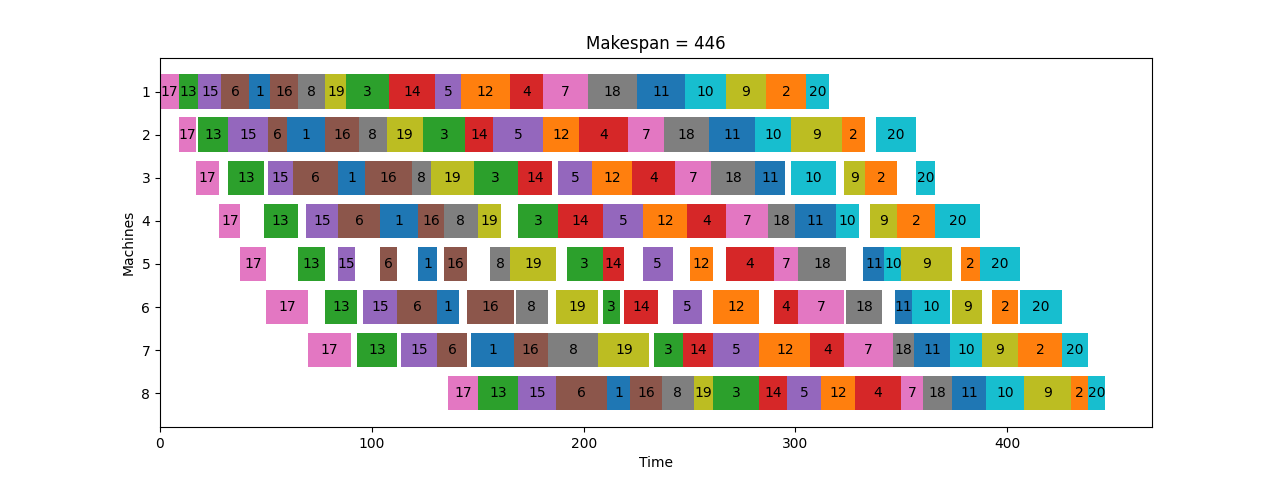 Makespan = 446
1 17 13 15 6 1 16 8 19 3 14 5 12 4 7 18 11 10 9 2 20
2 17 13 15 6 1 16 8 19 3 14 5 12 4 7 18 11 10 9 2 20
3 17 13 15 6 1 16 8 19 3 14 5 12 4 7 18 11 10 9 2 20
4 17 13 15 6 1 16 8 19 3 14 5 12 4 7 18 11 10 9 2 20
5 17 13 15 6 1 16 8 19 3 14 5 12 4 7 18 11 10 9 2 20
6 17 13 15 6 1 16 8 19 3 14 5 12 4 7 18 11 10 9 2 20
7 17 13 15 6 1 16 8 19 3 14 5 12 4 7 18 11 10 9 2 20
8 17 13 15 6 1 16 8 19 3 14 5 12 4 7 18 11 10 9 2 20
Machines
0 100 200 300 400
Time